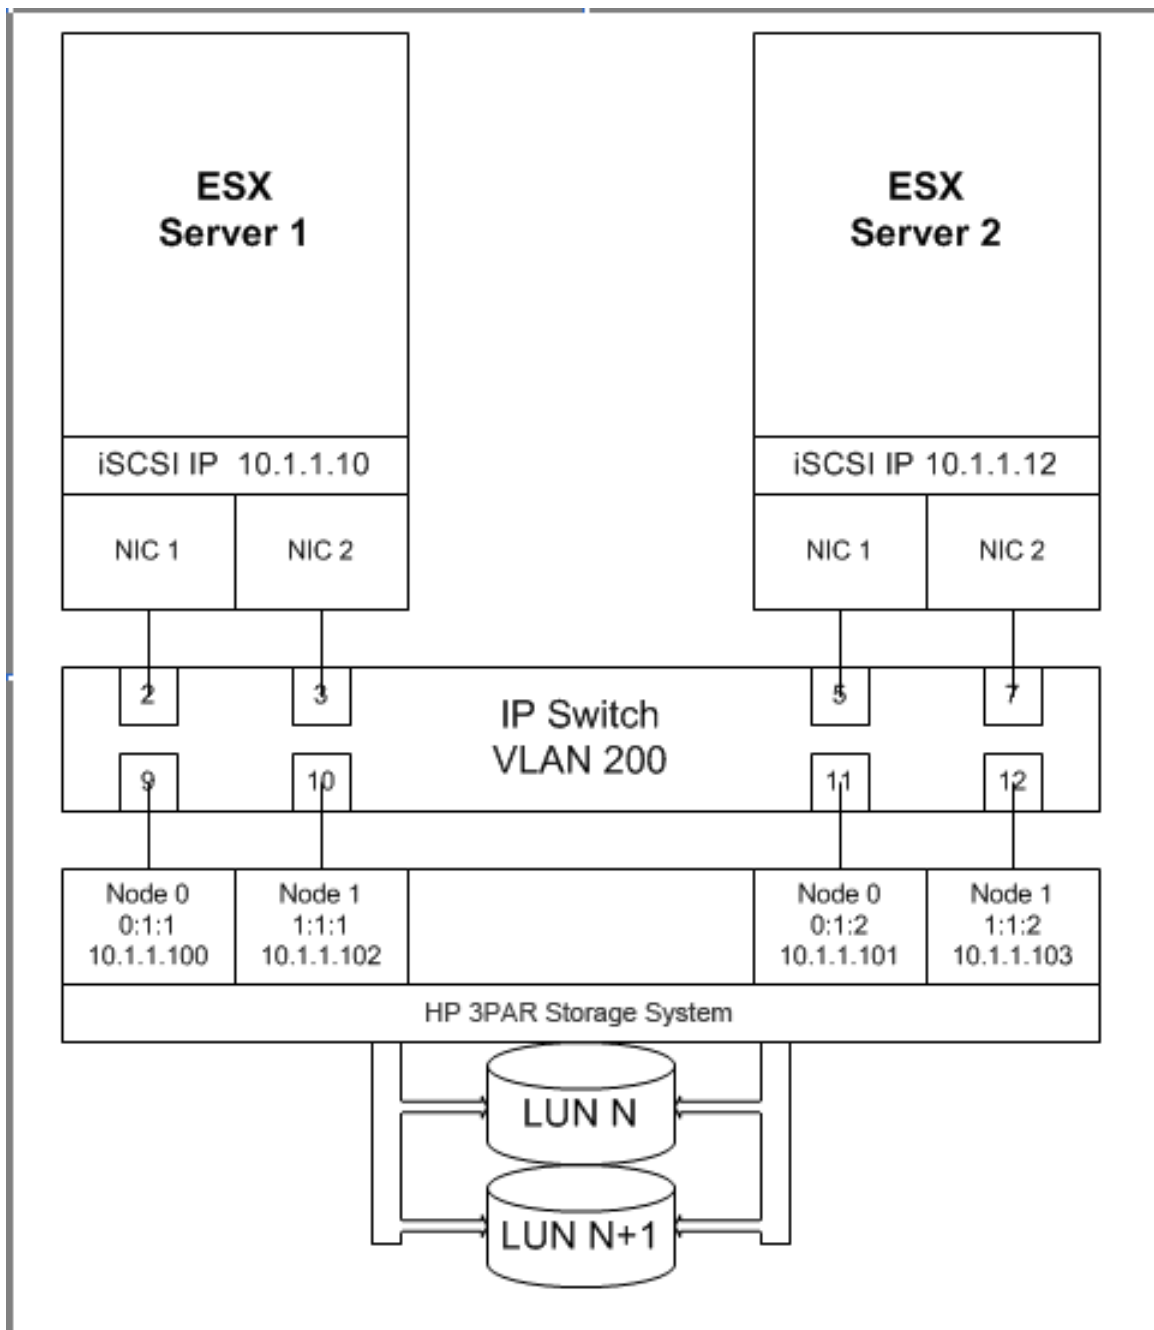 ESX
Server 1
ESX
Server 2
iSCSI IP 10.1.1.10
iSCSI IP 10.1.1.12
NIC 1
NIC 2
NIC 1
NIC 2
2
3
5
7
IP Switch
VLAN 200
9
10
11
12
Node 0
0:1:1
10.1.1.100
Node 1
1:1:1
10.1.1.102
Node 0
0:1:2
10.1.1.101
Node 1
1:1:2
10.1.1.103
HP 3PAR Storage System
LUN N
LUN N+1